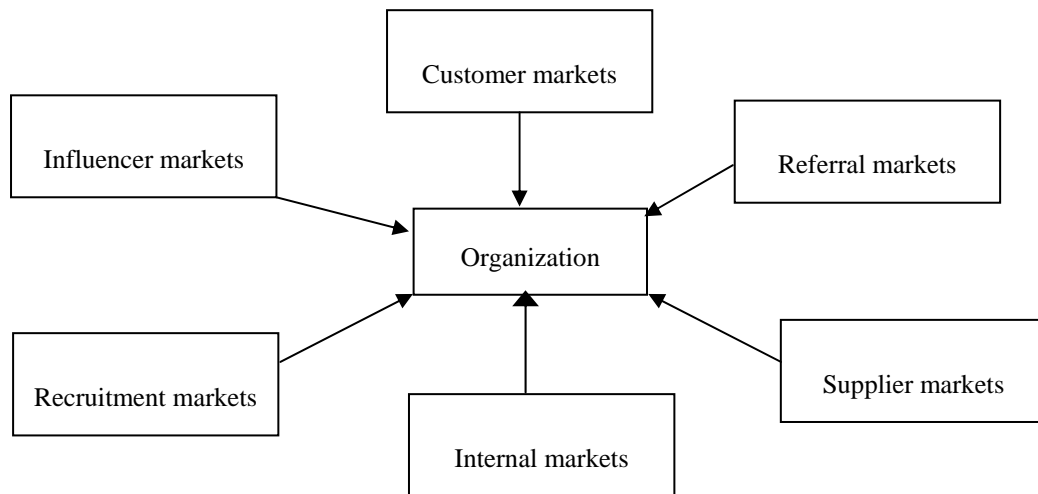 Customer markets
Influencer markets
Referral markets
Organization
Recruitment markets
Supplier markets
Internal markets